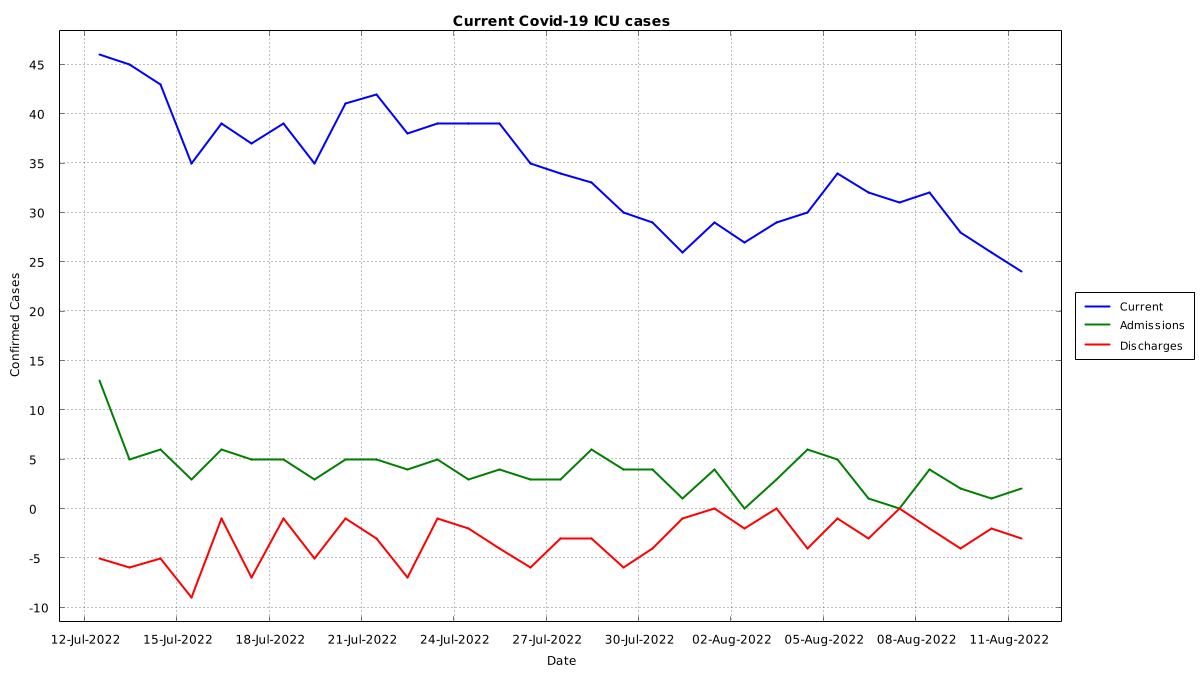 Current Covid-19 ICU cases
45
40
35
30
25
20
15
10
5
0
-5
-10
Confirmed Cases
12-Jul-2022 15-Jul-2022 18-Jul-2022 21-Jul-2022 24-Jul-2022 27-Jul-2022 30-Jul-2022 02-Aug-2022 05-Aug-2022 08-Aug-2022 11-Aug-2022
Date
Current
Admissions
Discharges